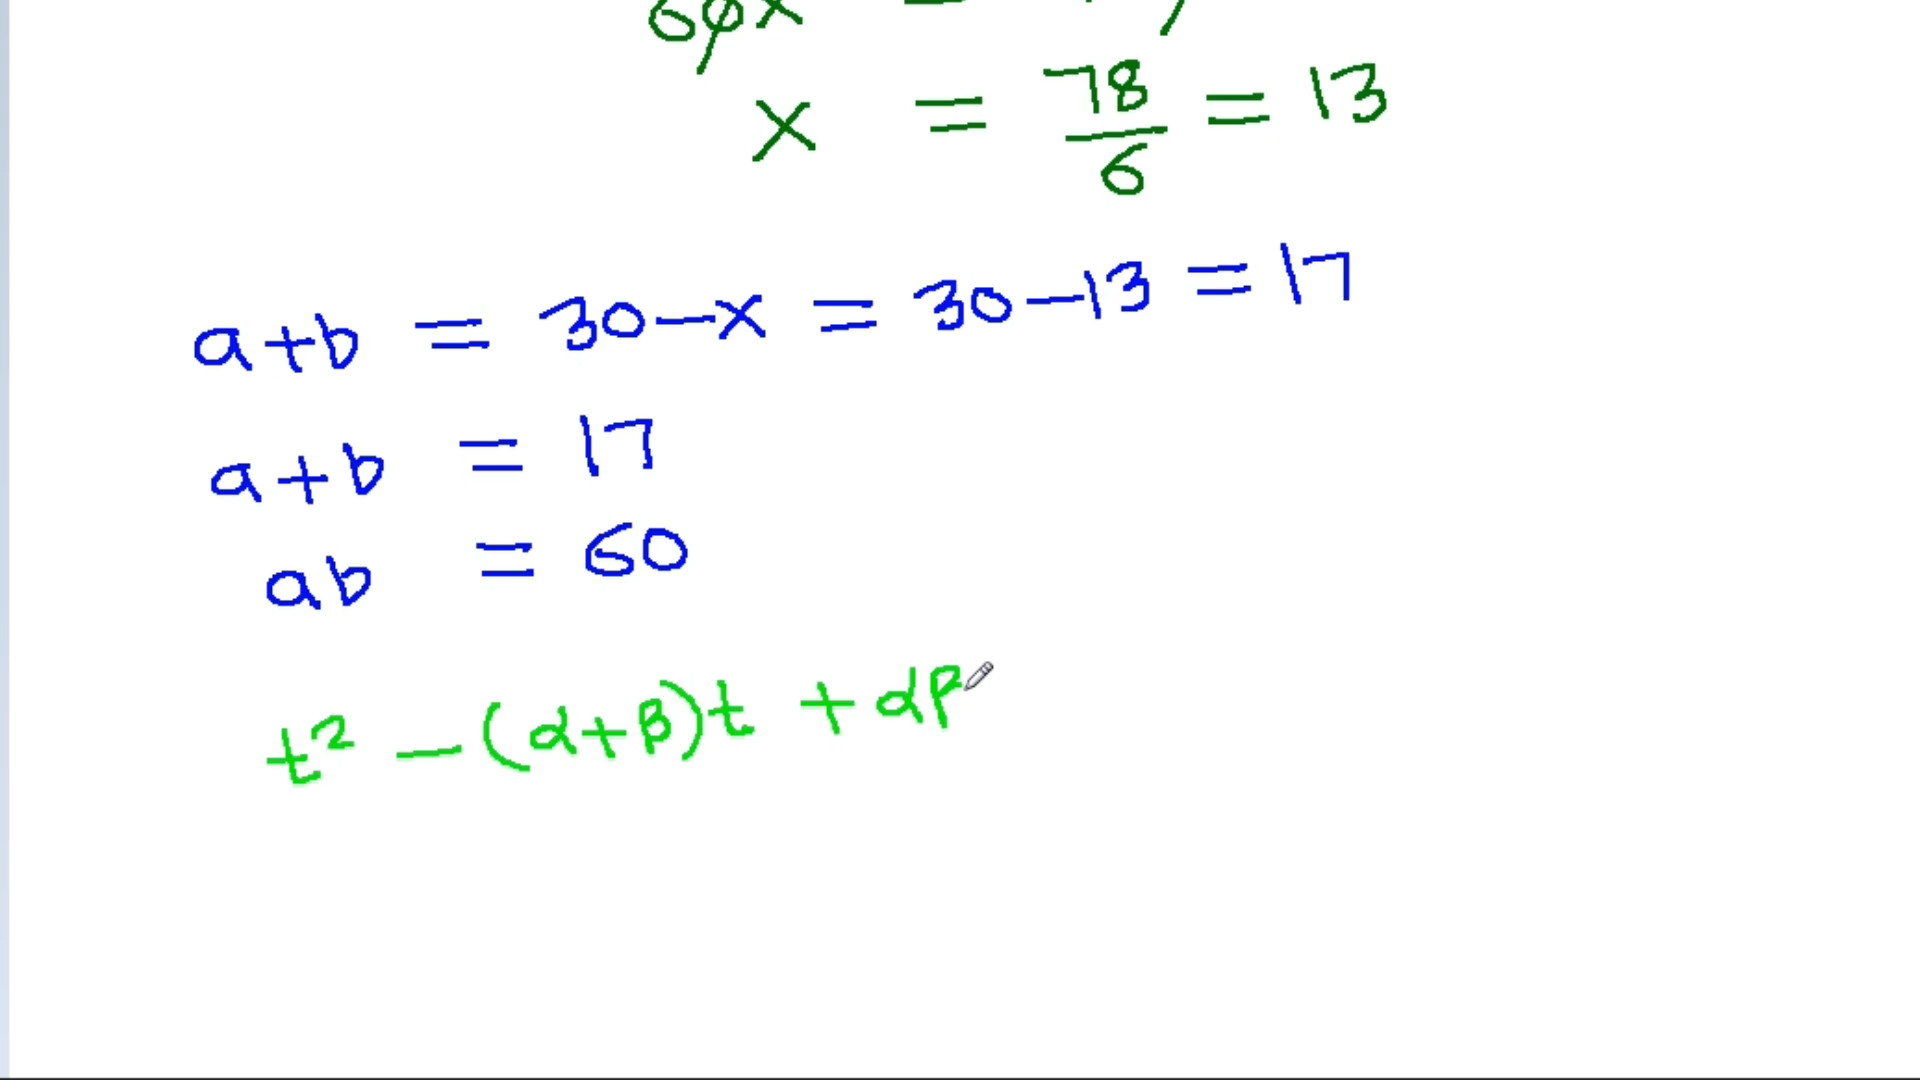 x = 78/6 = 13
a+b = 30-x = 30-13 = 17
a+b = 17
ab = 60
t² - (α+β)t + αβ